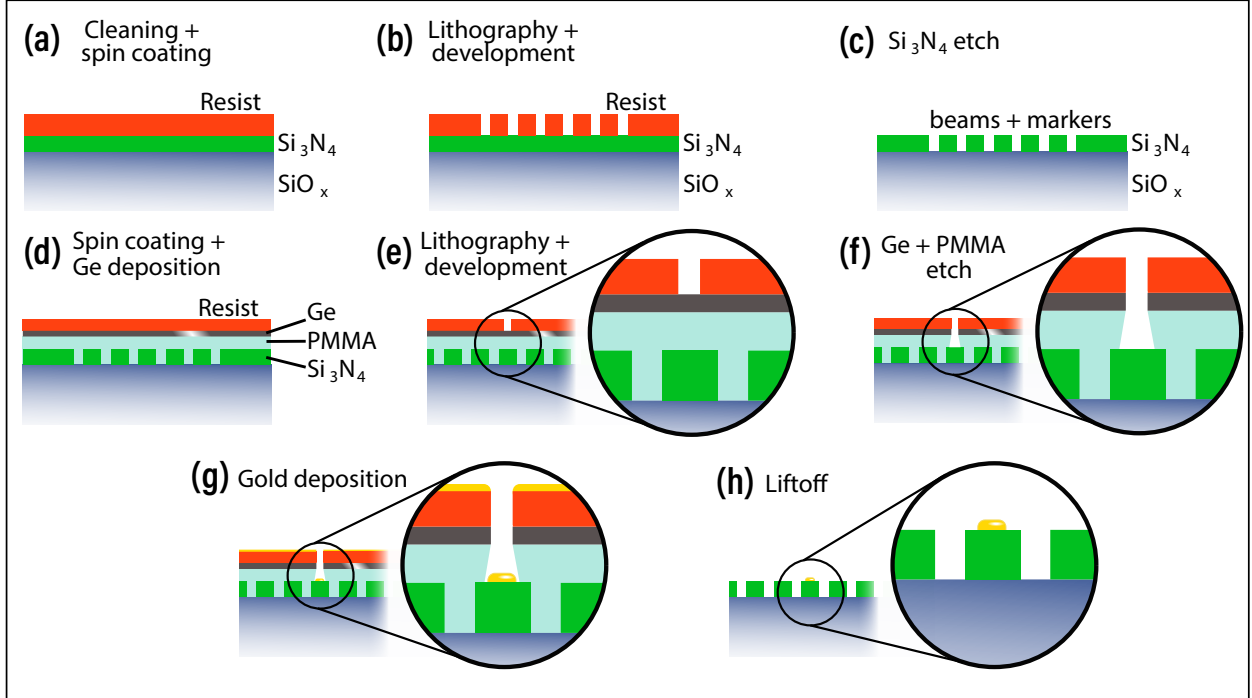 (a) Cleaning +
spin coating
Resist
Si3N4
SiOx
(b) Lithography +
development
Resist
Si3N4
SiOx
(c) Si3N4 etch
beams + markers
Si3N4
SiOx
(d) Spin coating +
Ge deposition
Resist
Ge
PMMA
Si3N4
(e) Lithography +
development
(f) Ge + PMMA
etch
(g) Gold deposition
(h) Liftoff